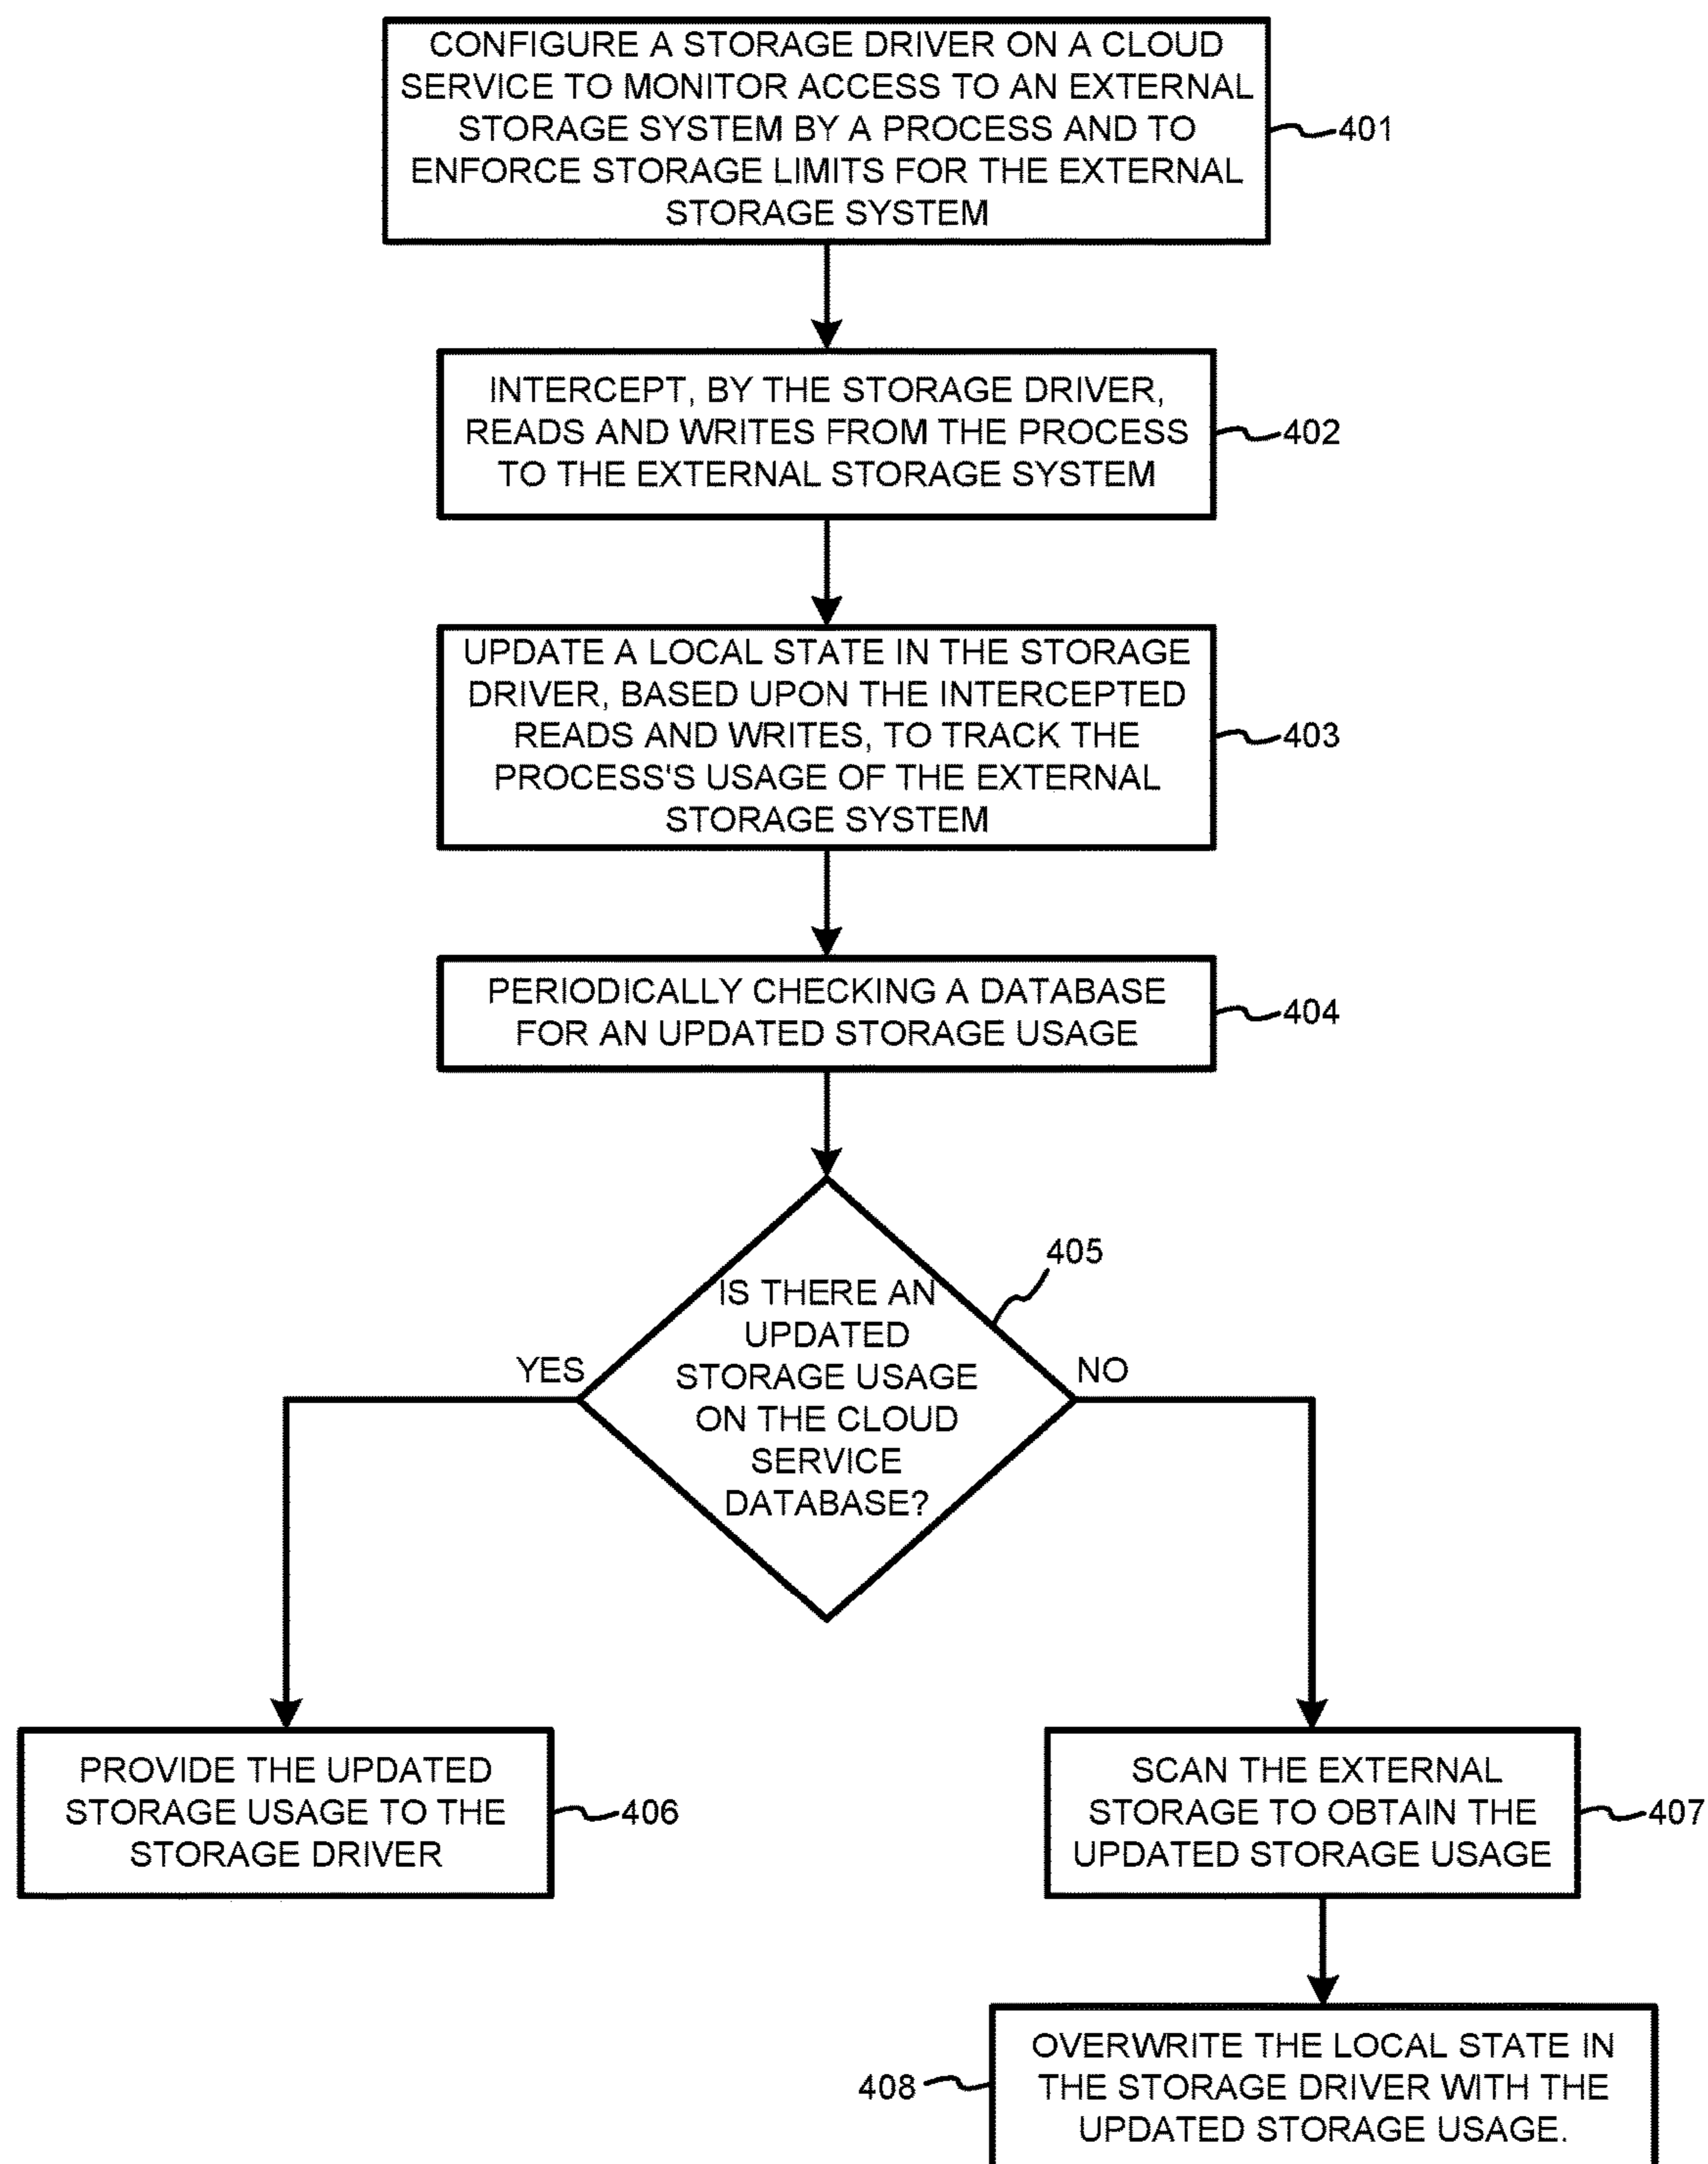 CONFIGURE A STORAGE DRIVER ON A CLOUD
SERVICE TO MONITOR ACCESS TO AN EXTERNAL
STORAGE SYSTEM BY A PROCESS AND TO
ENFORCE STORAGE LIMITS FOR THE EXTERNAL
STORAGE SYSTEM
401
INTERCEPT, BY THE STORAGE DRIVER,
READS AND WRITES FROM THE PROCESS
TO THE EXTERNAL STORAGE SYSTEM
402
UPDATE A LOCAL STATE IN THE STORAGE
DRIVER, BASED UPON THE INTERCEPTED
READS AND WRITES, TO TRACK THE
PROCESS'S USAGE OF THE EXTERNAL
STORAGE SYSTEM
403
PERIODICALLY CHECKING A DATABASE
FOR AN UPDATED STORAGE USAGE
404
405
IS THERE AN
UPDATED
STORAGE USAGE
ON THE CLOUD
SERVICE
DATABASE?
YES
NO
PROVIDE THE UPDATED
STORAGE USAGE TO THE
STORAGE DRIVER
406
SCAN THE EXTERNAL
STORAGE TO OBTAIN THE
UPDATED STORAGE USAGE
407
OVERWRITE THE LOCAL STATE IN
THE STORAGE DRIVER WITH THE
UPDATED STORAGE USAGE.
408